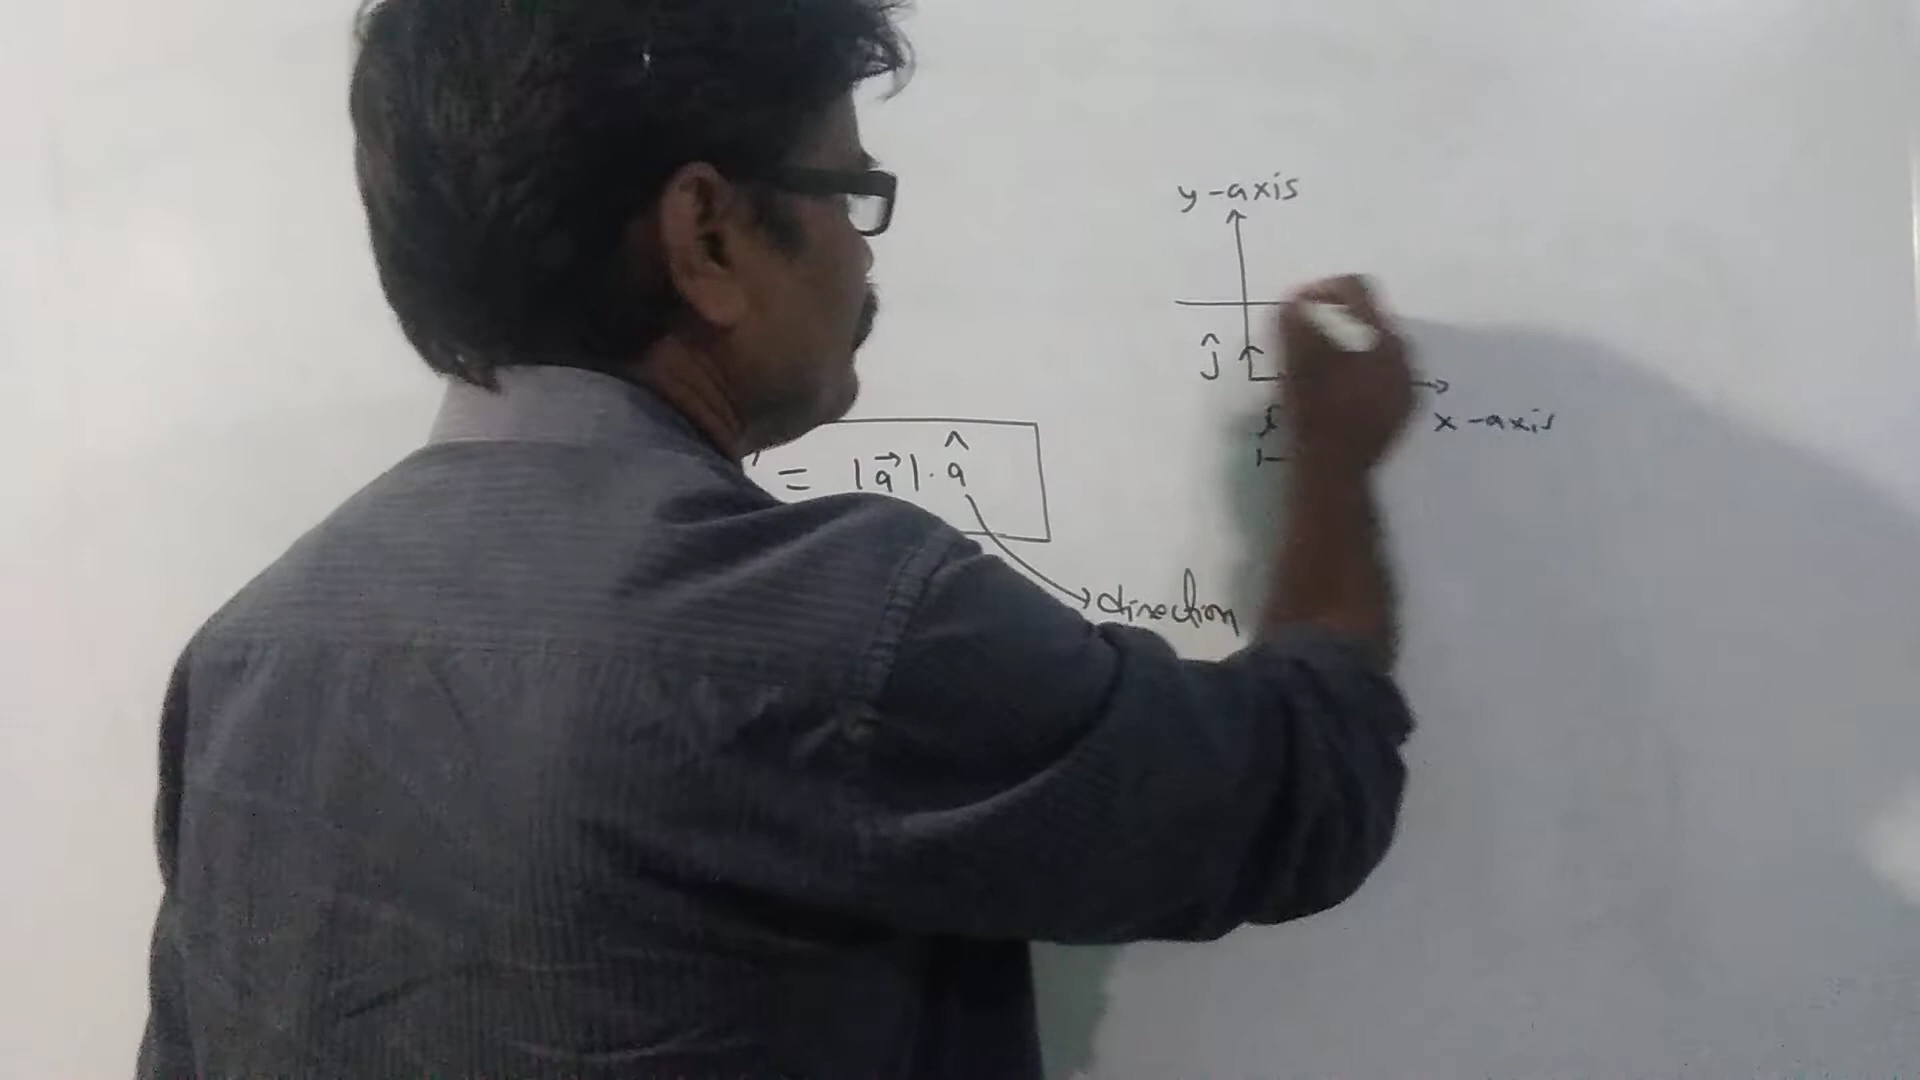 y-axis
ĵ
x-axis
= |a⃗|. â
direction